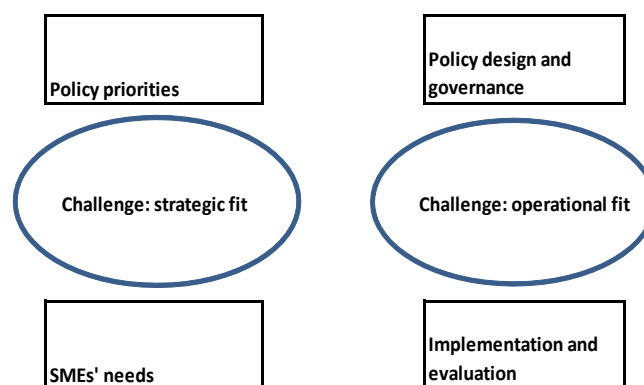 Policy priorities
Policy design and
governance
Challenge: strategic fit
Challenge: operational fit
SMEs' needs
Implementation and
evaluation